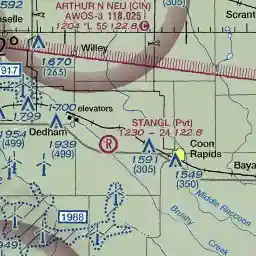 ARTHUR N NEU (CIN)
AWOS-3 118.025
1204 *L 55 122.8 C
(305)
Scrant
oselle
Willey
1670
(265)
917
1799
1700
elevators
1954
(499)
Dedham
1939
(499)
STANGL (Pvt)
1230 - 24 122.8
R
1591
(305)
Coon
Rapids
1549
(350)
Baya
Middle Raccoon
Brushy
Creek
1988